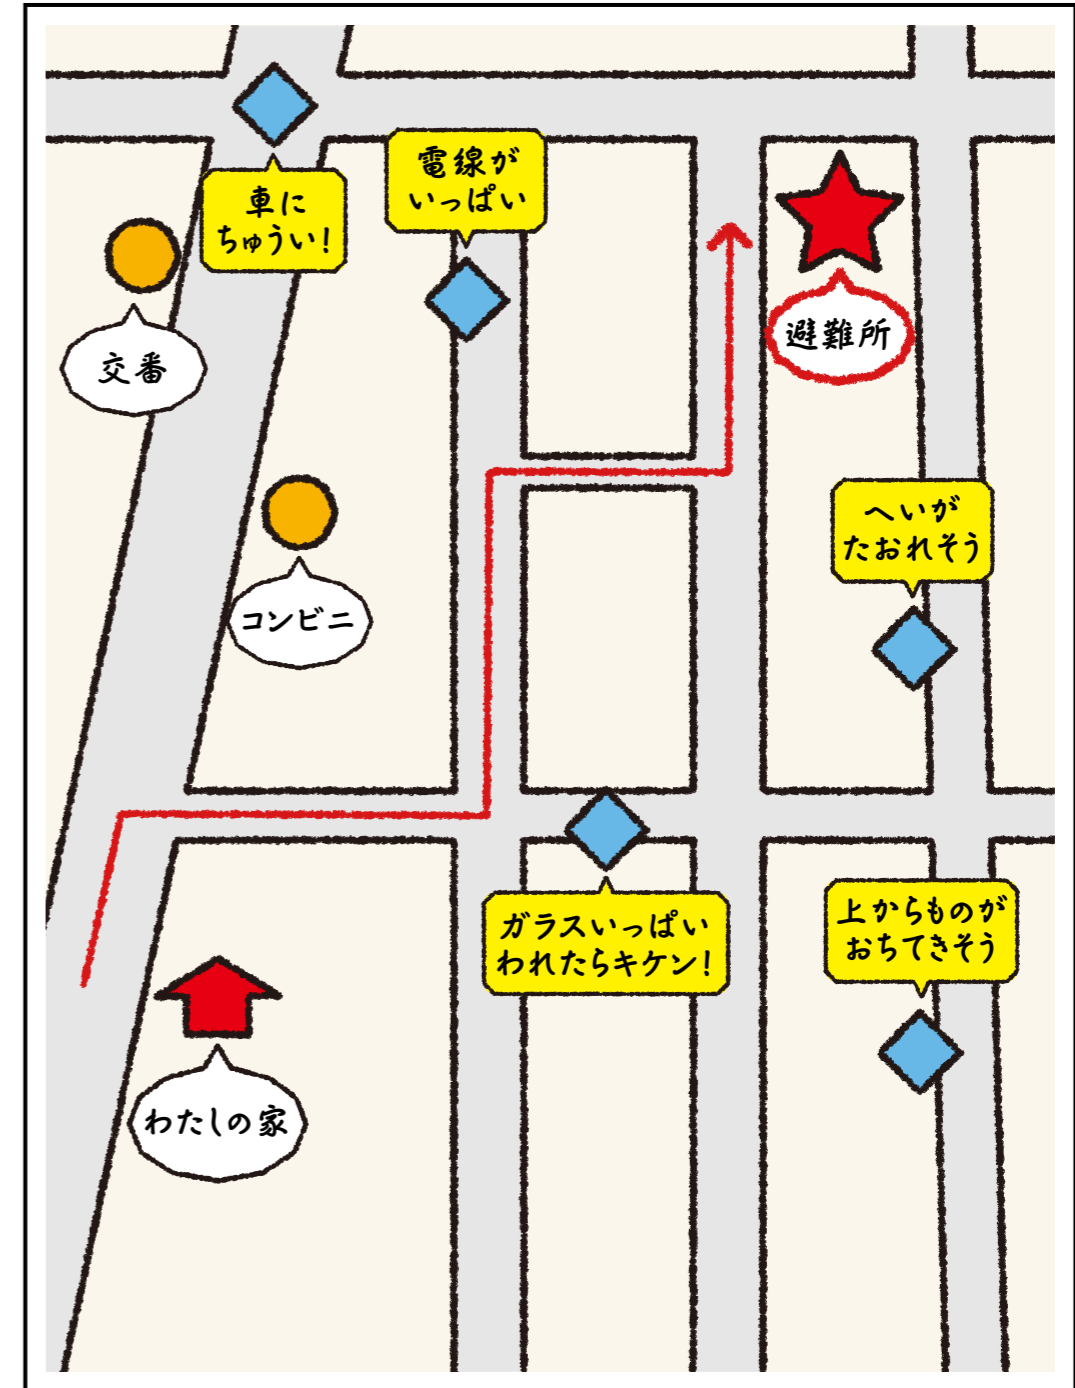 電線が
いっぱい
車に
ちゅうい!
避難所
交番
へいが
たおれそう
コンビニ
ガラスいっぱい
われたらキケン!
上からものが
おちてきそう
わたしの家